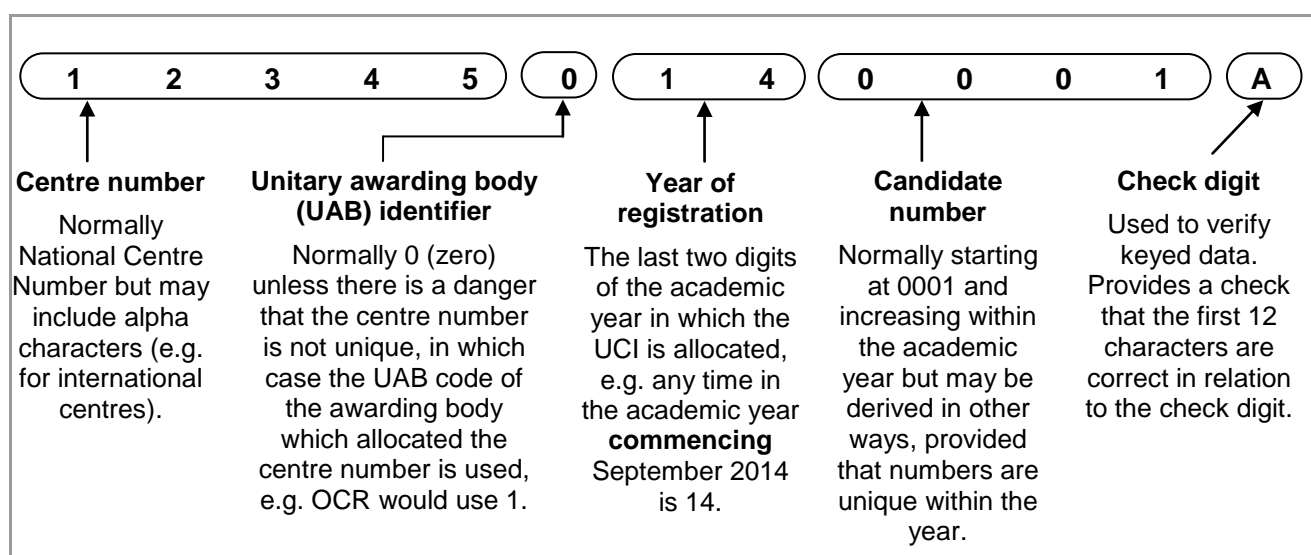 1 2 3 4 5 0 1 4 0 0 0 1 A
Centre number
Normally
National Centre
Number but may
include alpha
characters (e.g.
for international
centres).
Unitary awarding body
(UAB) identifier
Normally 0 (zero)
unless there is a danger
that the centre number
is not unique, in which
case the UAB code of
the awarding body
which allocated the
centre number is used,
e.g. OCR would use 1.
Year of
registration
The last two digits
of the academic
year in which the
UCI is allocated,
e.g. any time in
the academic year
commencing
September 2014
is 14.
Candidate
number
Normally starting
at 0001 and
increasing within
the academic
year but may be
derived in other
ways, provided
that numbers are
unique within the
year.
Check digit
Used to verify
keyed data.
Provides a check
that the first 12
characters are
correct in relation
to the check digit.